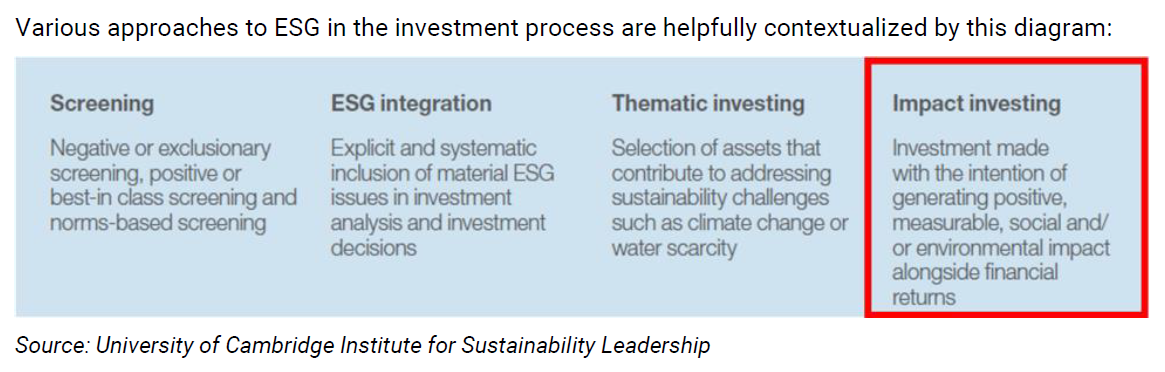 Various approaches to ESG in the investment process are helpfully contextualized by this diagram:
Screening
Negative or exclusionary
screening, positive or
best-in class screening and
norms-based screening
ESG integration
Explicit and systematic
inclusion of material ESG
issues in investment
analysis and investment
decisions
Thematic investing
Selection of assets that
contribute to addressing
sustainability challenges
such as climate change or
water scarcity
Impact investing
Investment made
with the intention of
generating positive,
measurable, social and/
or environmental impact
alongside financial
returns
Source: University of Cambridge Institute for Sustainability Leadership